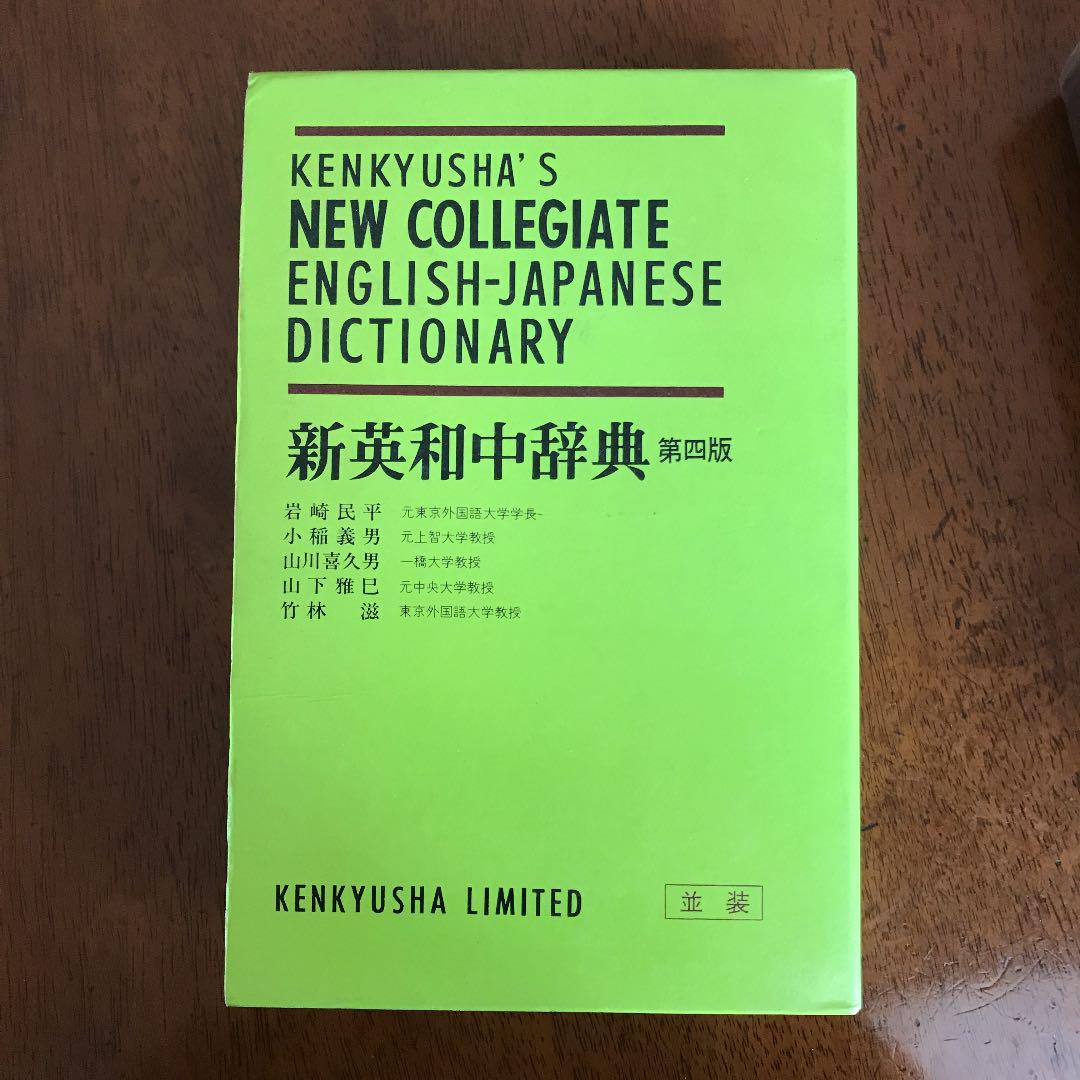 KENKYUSHA'S
NEW COLLEGIATE
ENGLISH-JAPANESE
DICTIONARY
新英和中辞典 第四版
岩崎民平 元東京外国語大学学長
小稲義男 元上智大学教授
山川喜久男 一橋大学教授
山下雅巳 元中央大学教授
竹林 滋 東京外国語大学教授
KENKYUSHA LIMITED 並装